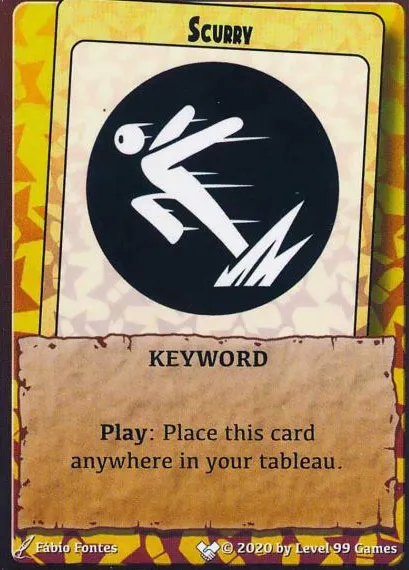 SCURRY
KEYWORD
Play: Place this card
anywhere in your tableau.
Fábio Fontes
© 2020 by Level 99 Games